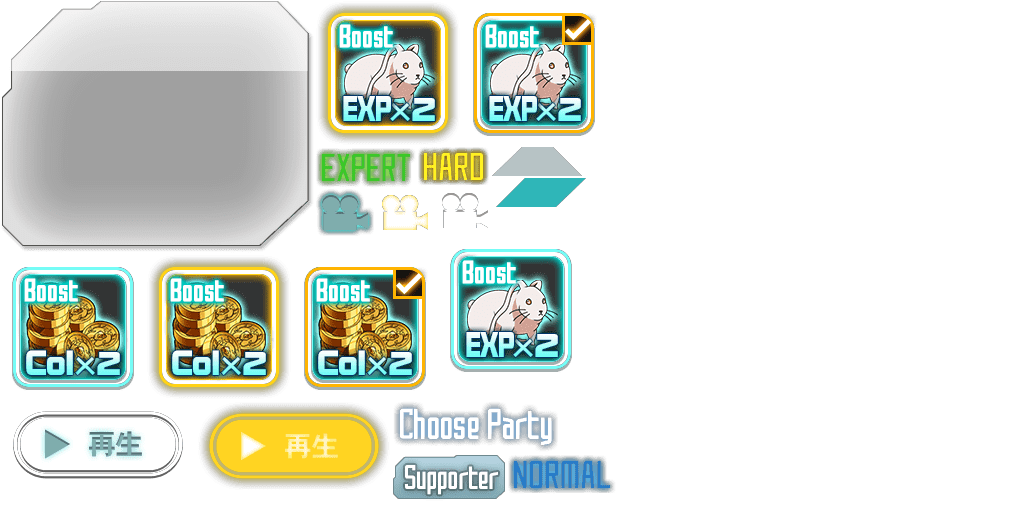 Boost
EXP×2
Boost
EXP×2
EXPERT HARD
Boost
Col×2
Boost
Col×2
Boost
Col×2
Boost
EXP×2
再生
再生
Choose Party
Supporter
NORMAL